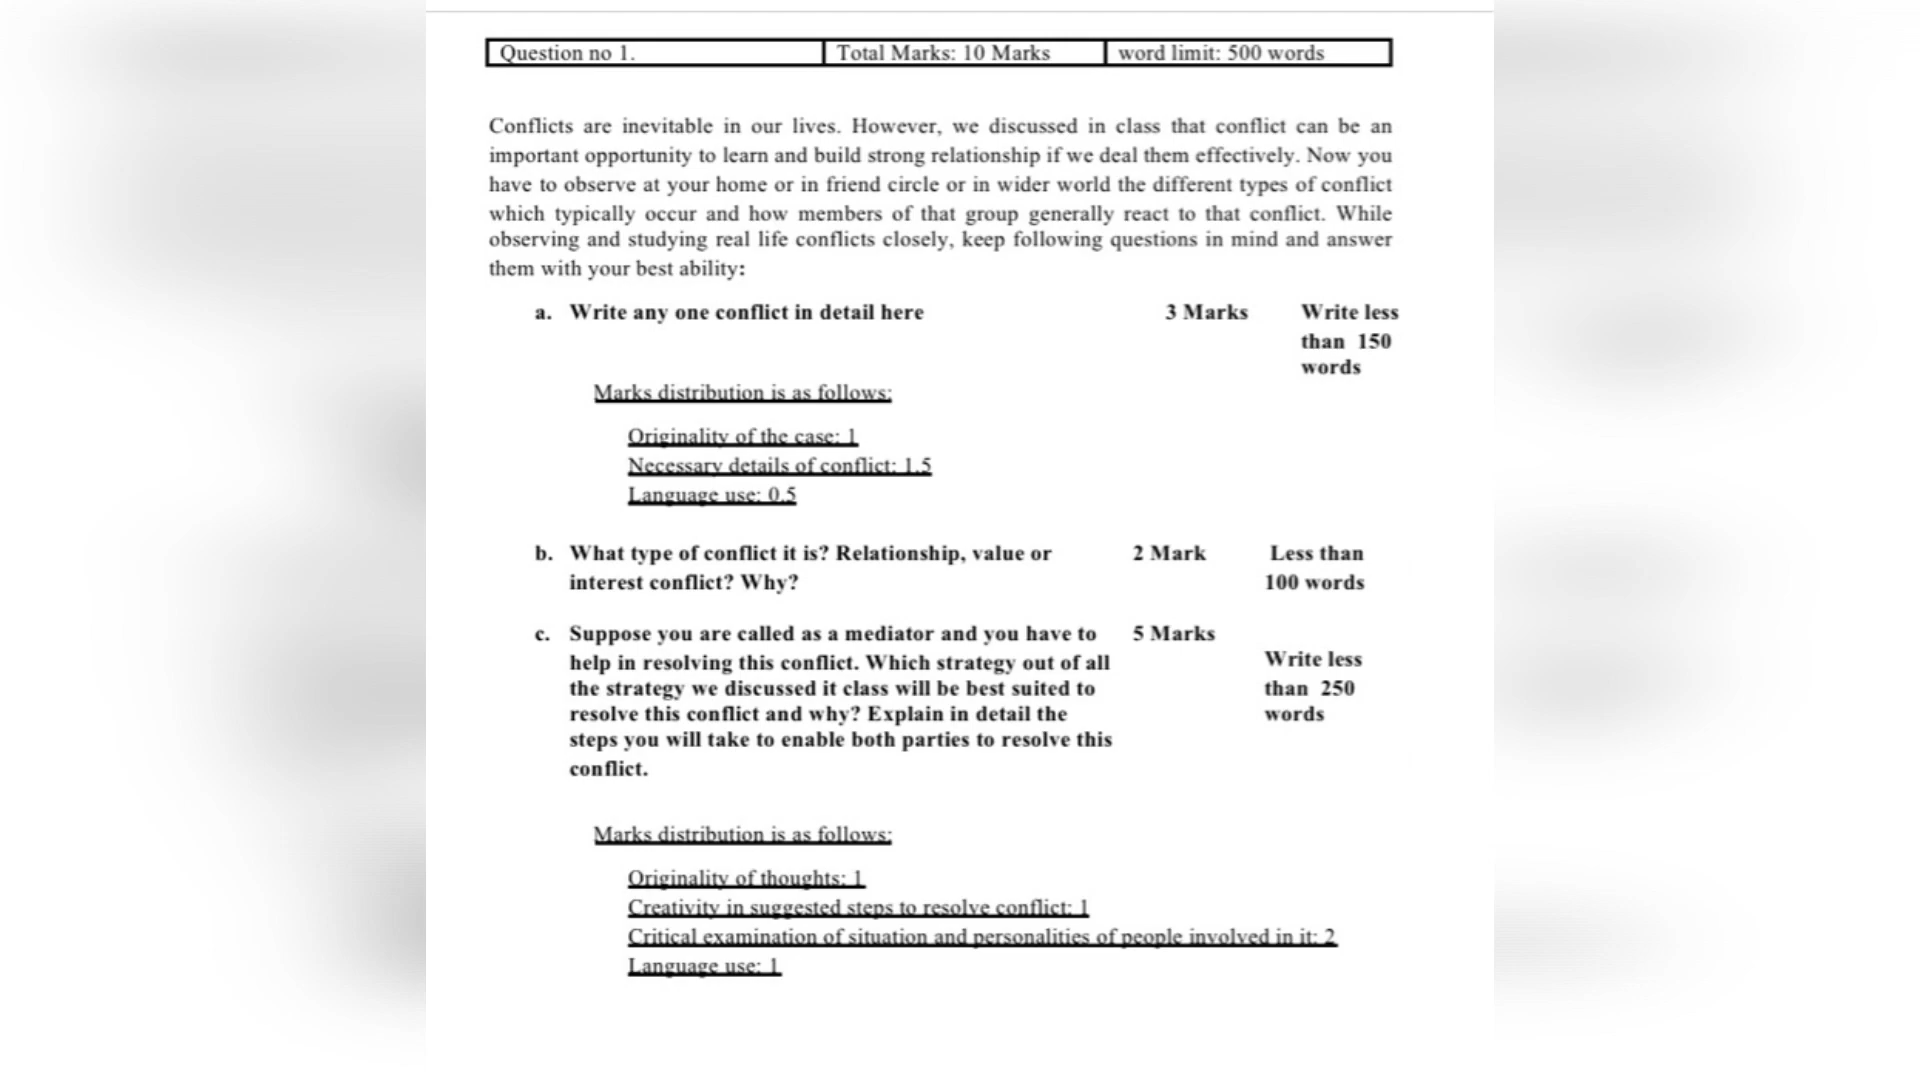 Question no 1. Total Marks: 10 Marks word limit: 500 words
Conflicts are inevitable in our lives. However, we discussed in class that conflict can be an
important opportunity to learn and build strong relationship if we deal them effectively. Now you
have to observe at your home or in friend circle or in wider world the different types of conflict
which typically occur and how members of that group generally react to that conflict. While
observing and studying real life conflicts closely, keep following questions in mind and answer
them with your best ability:
a. Write any one conflict in detail here 3 Marks Write less
than 150
words
Marks distribution is as follows:
Originality of the case: 1
Necessary details of conflict: 1.5
Language use: 0.5
b. What type of conflict it is? Relationship, value or 2 Mark Less than
interest conflict? Why? 100 words
c. Suppose you are called as a mediator and you have to 5 Marks
help in resolving this conflict. Which strategy out of all Write less
the strategy we discussed it class will be best suited to than 250
resolve this conflict and why? Explain in detail the words
steps you will take to enable both parties to resolve this
conflict.
Marks distribution is as follows:
Originality of thoughts: 1
Creativity in suggested steps to resolve conflict: 1
Critical examination of situation and personalities of people involved in it: 2
Language use: 1